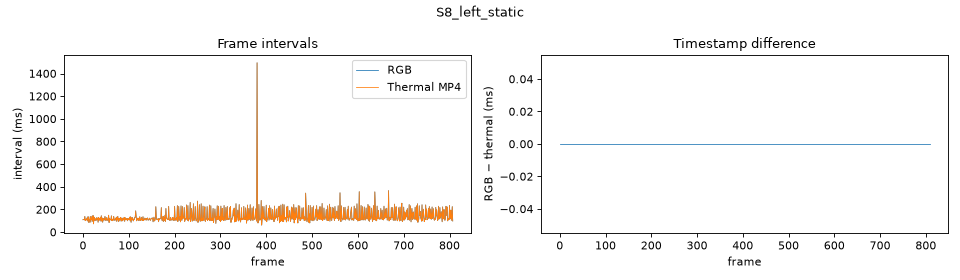 S8_left_static
Frame intervals
interval (ms)
1400
1200
1000
800
600
400
200
0
RGB
Thermal MP4
0 100 200 300 400 500 600 700 800
frame
Timestamp difference
RGB − thermal (ms)
0.04
0.02
0.00
−0.02
−0.04
0 100 200 300 400 500 600 700 800
frame